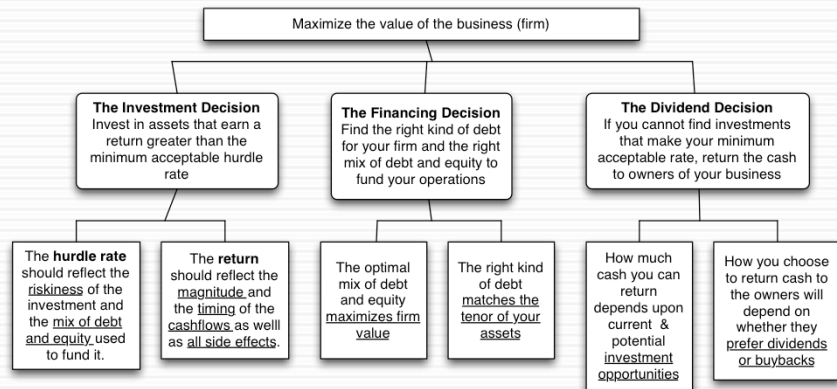 Maximize the value of the business (firm)
The Investment Decision
Invest in assets that earn a
return greater than the
minimum acceptable hurdle
rate
The Financing Decision
Find the right kind of debt
for your firm and the right
mix of debt and equity to
fund your operations
The Dividend Decision
If you cannot find investments
that make your minimum
acceptable rate, return the cash
to owners of your business
The hurdle rate
should reflect the
riskiness of the
investment and
the mix of debt
and equity used
to fund it.
The return
should reflect the
magnitude and
the timing of the
cashflows as welll
as all side effects.
The optimal
mix of debt
and equity
maximizes firm
value
The right kind
of debt
matches the
tenor of your
assets
How much
cash you can
return
depends upon
current &
potential
investment
opportunities
How you choose
to return cash to
the owners will
depend on
whether they
prefer dividends
or buybacks